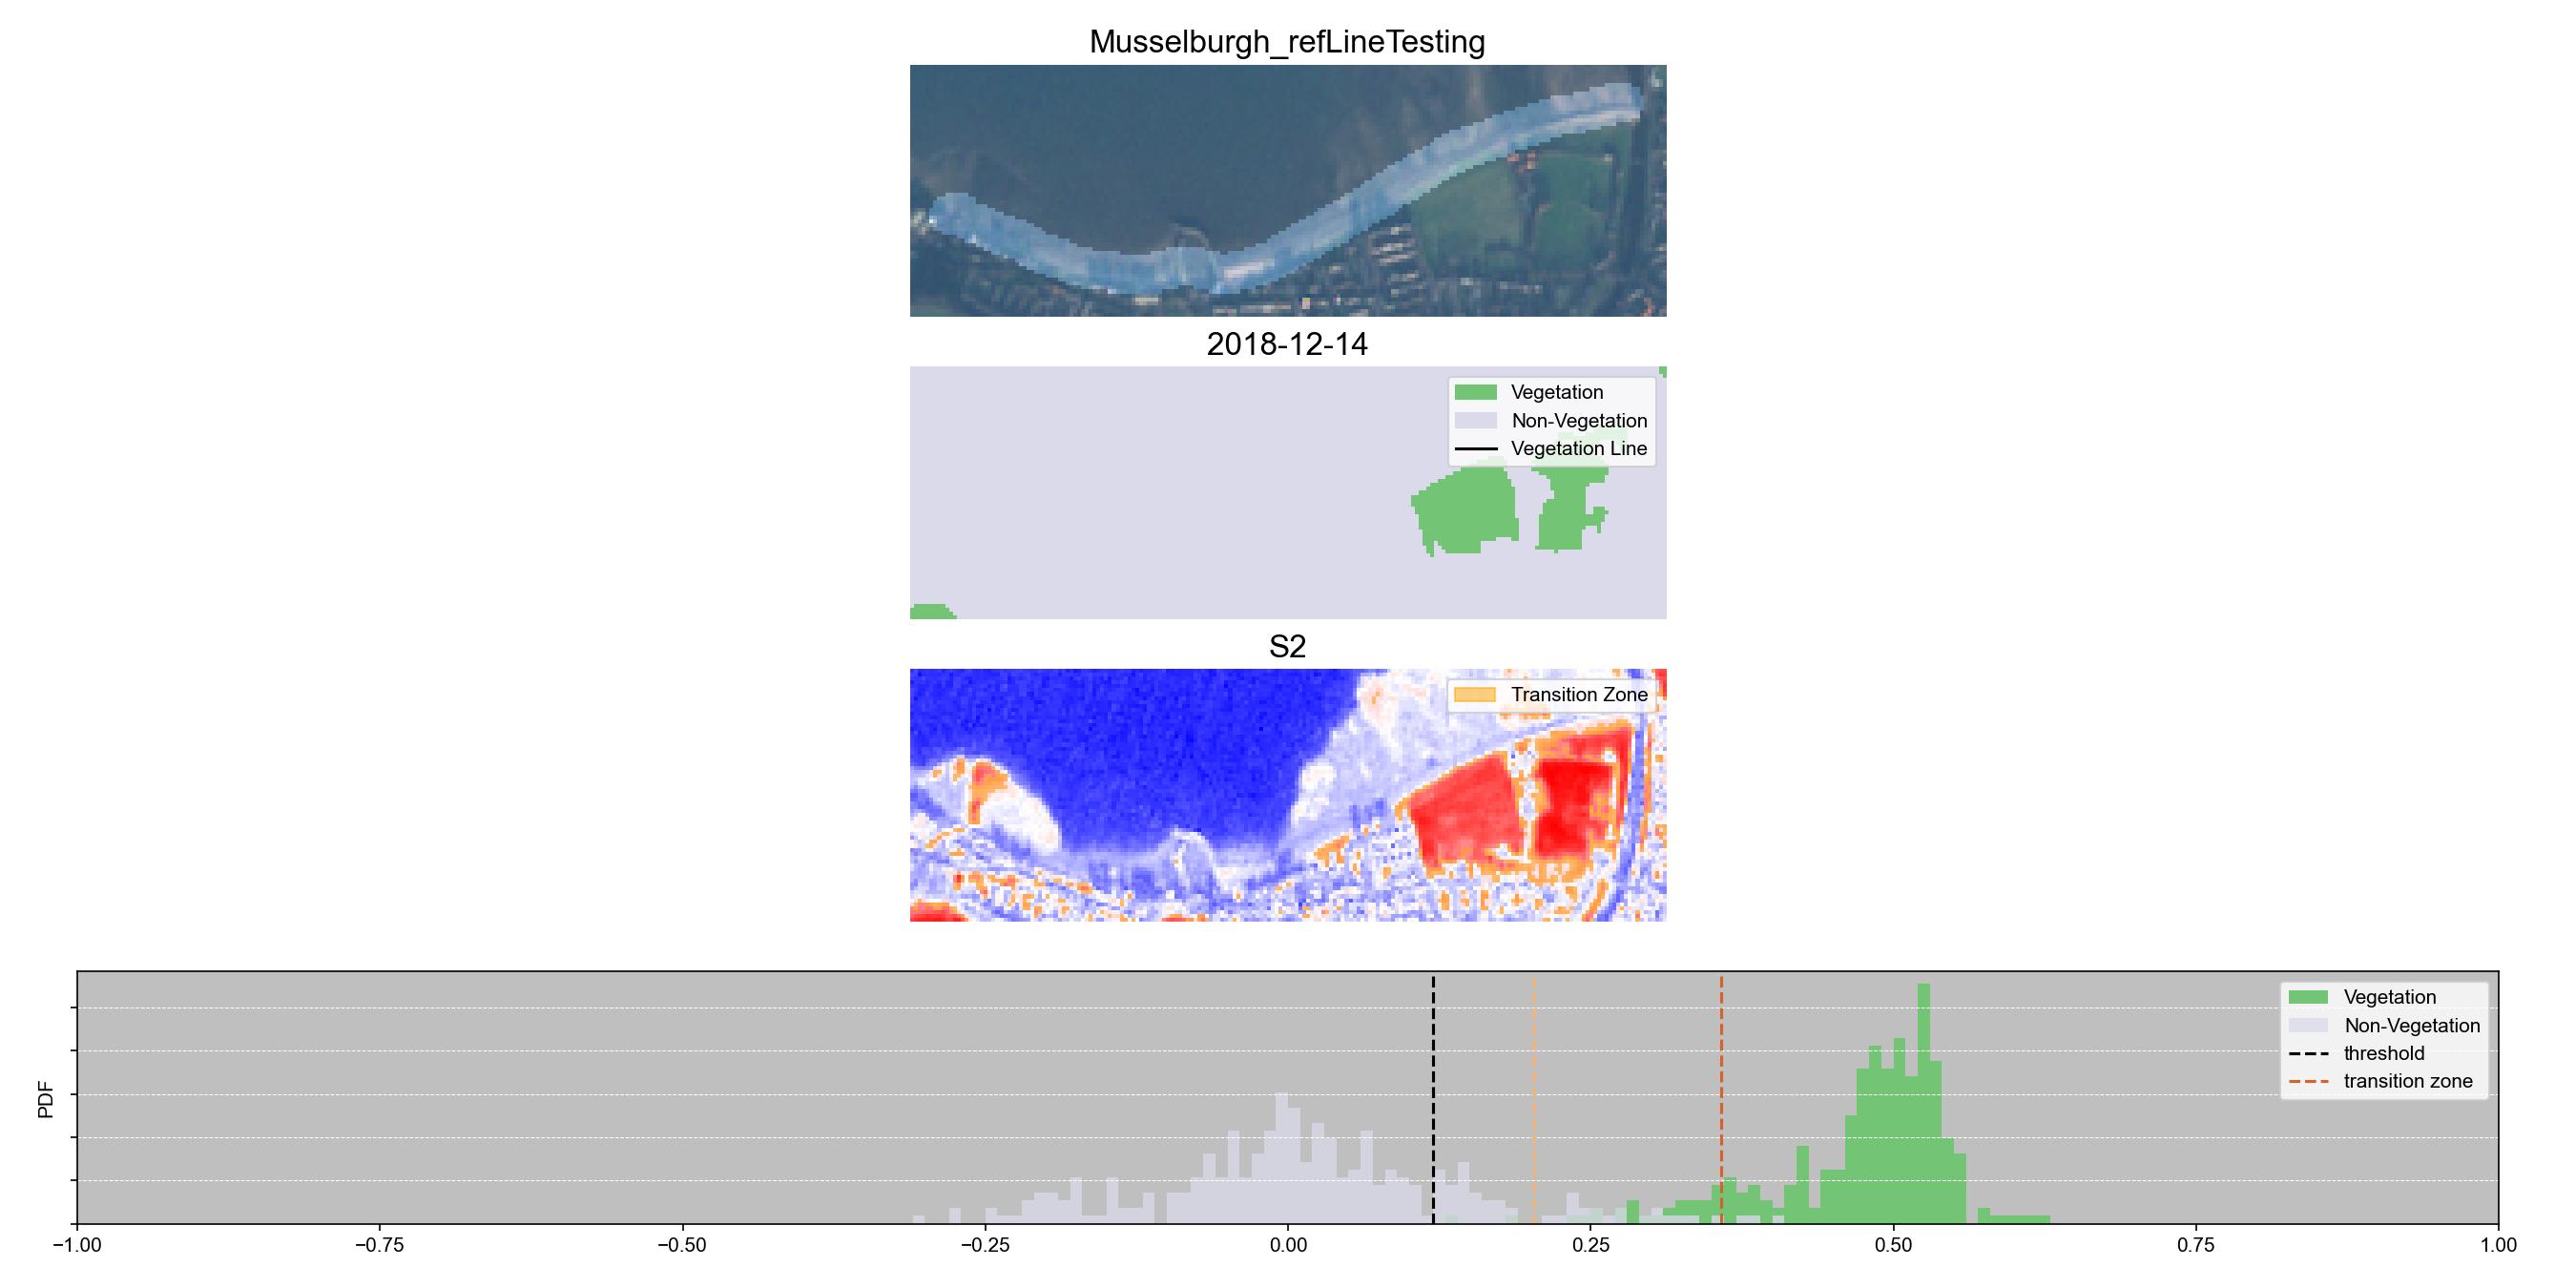 Musselburgh_refLineTesting
2018-12-14
Vegetation
Non-Vegetation
Vegetation Line
S2
Transition Zone
Vegetation
Non-Vegetation
threshold
transition zone
PDF
−1.00 −0.75 −0.50 −0.25 0.00 0.25 0.50 0.75 1.00